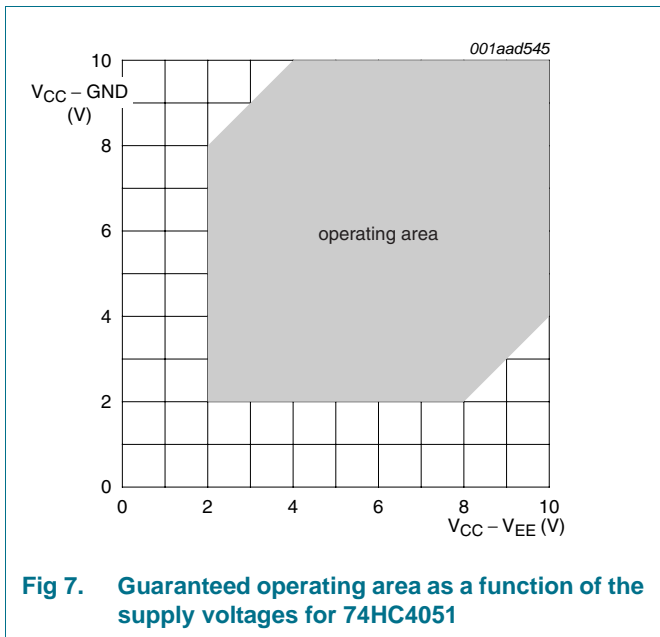 001aad545
10
VCC – GND
(V)
8
6
operating area
4
2
0
0 2 4 6 8 10
VCC – VEE (V)
Fig 7. Guaranteed operating area as a function of the
supply voltages for 74HC4051